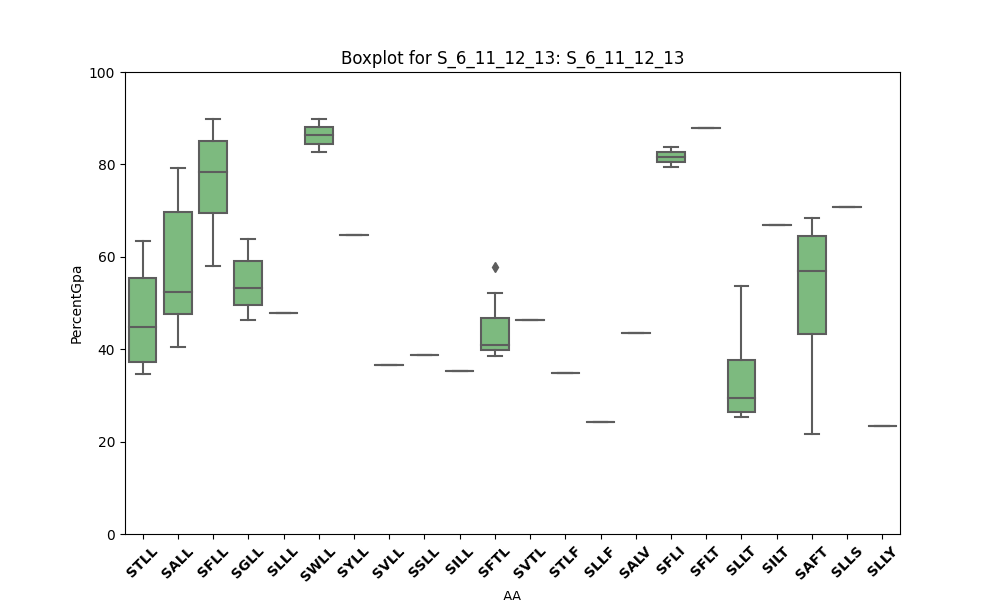 Boxplot for S_6_11_12_13: S_6_11_12_13
PercentGpa
100
80
60
40
20
0
STLL SALL SFLL SGLL SLLL SWLL SYLL SVLL SSLL SILL SFTL SVTL STLF SLLF SALV SFLI SFLT SLLT SILT SAFT SLLS SLLY
AA